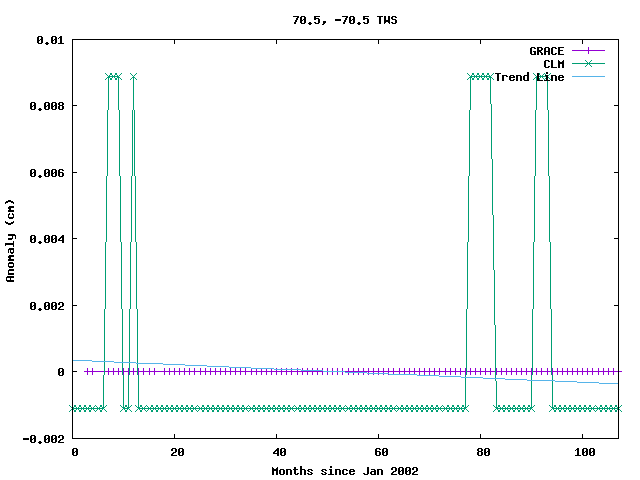 70.5, -70.5 TWS
0.01
GRACE
CLM
Trend Line
0.008
0.006
0.004
0.002
0
-0.002
Anomaly (cm)
0 20 40 60 80 100
Months since Jan 2002